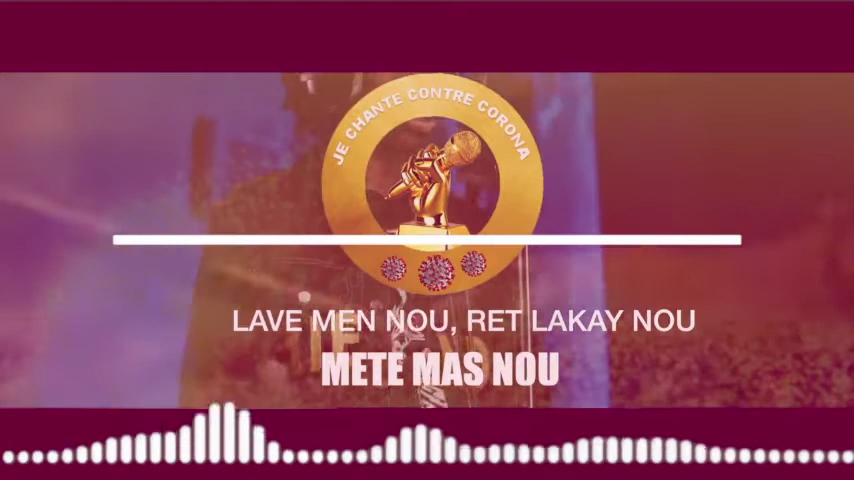 JE CHANTE CONTRE CORONA
LAVE MEN NOU, RET LAKAY NOU
METE MAS NOU